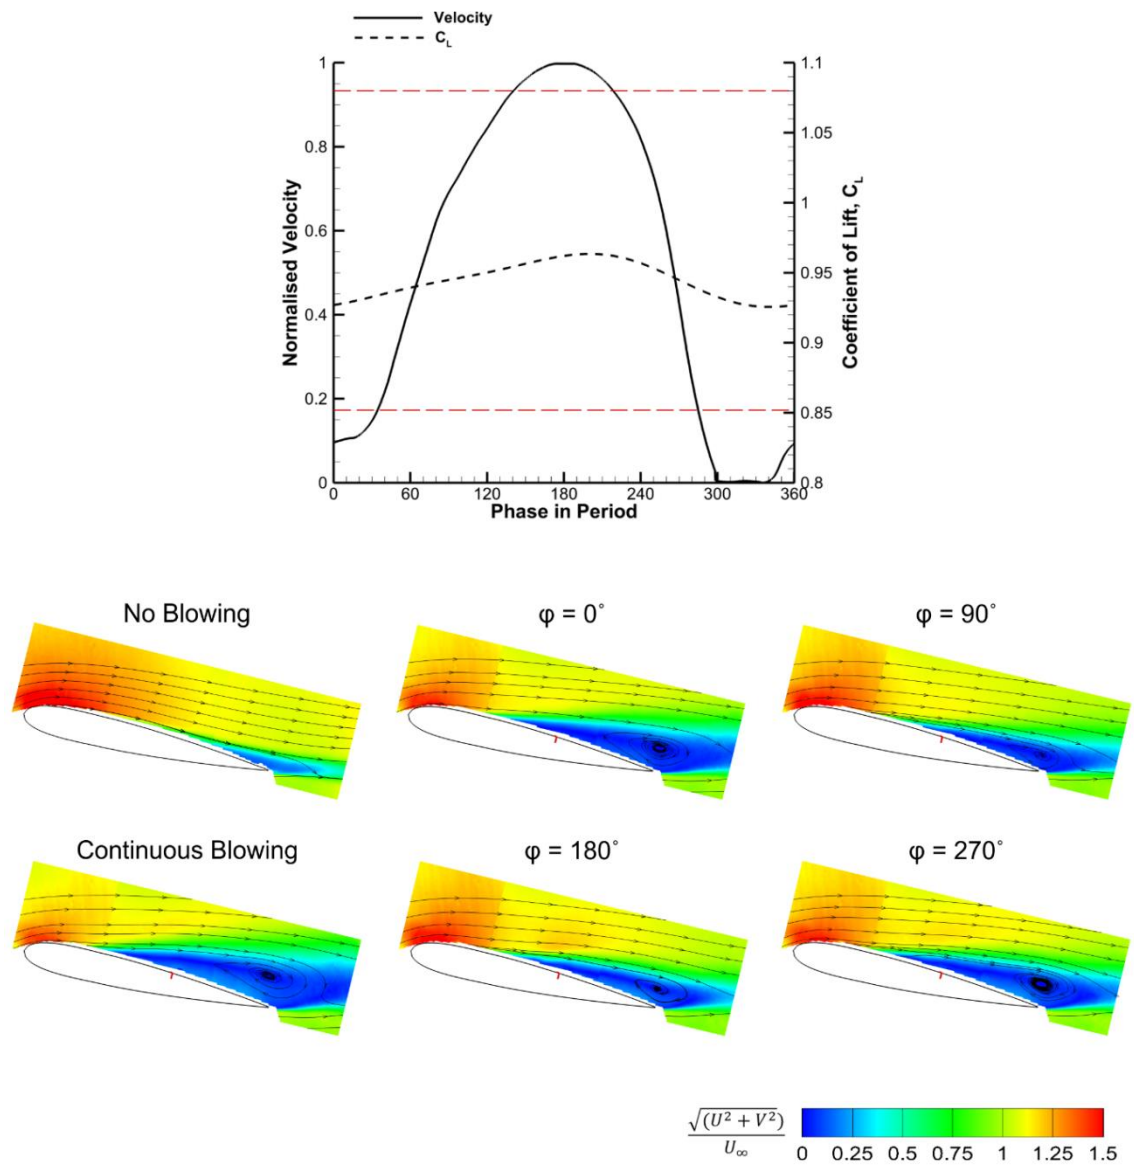 Velocity
C_L
1
0.8
0.6
0.4
0.2
0
Normalised Velocity
1.1
1.05
1
0.95
0.9
0.85
0.8
Coefficient of Lift, C_L
0 60 120 180 240 300 360
Phase in Period
No Blowing φ = 0° φ = 90°
Continuous Blowing φ = 180° φ = 270°
√(U² + V²)
U∞
0 0.25 0.5 0.75 1 1.25 1.5